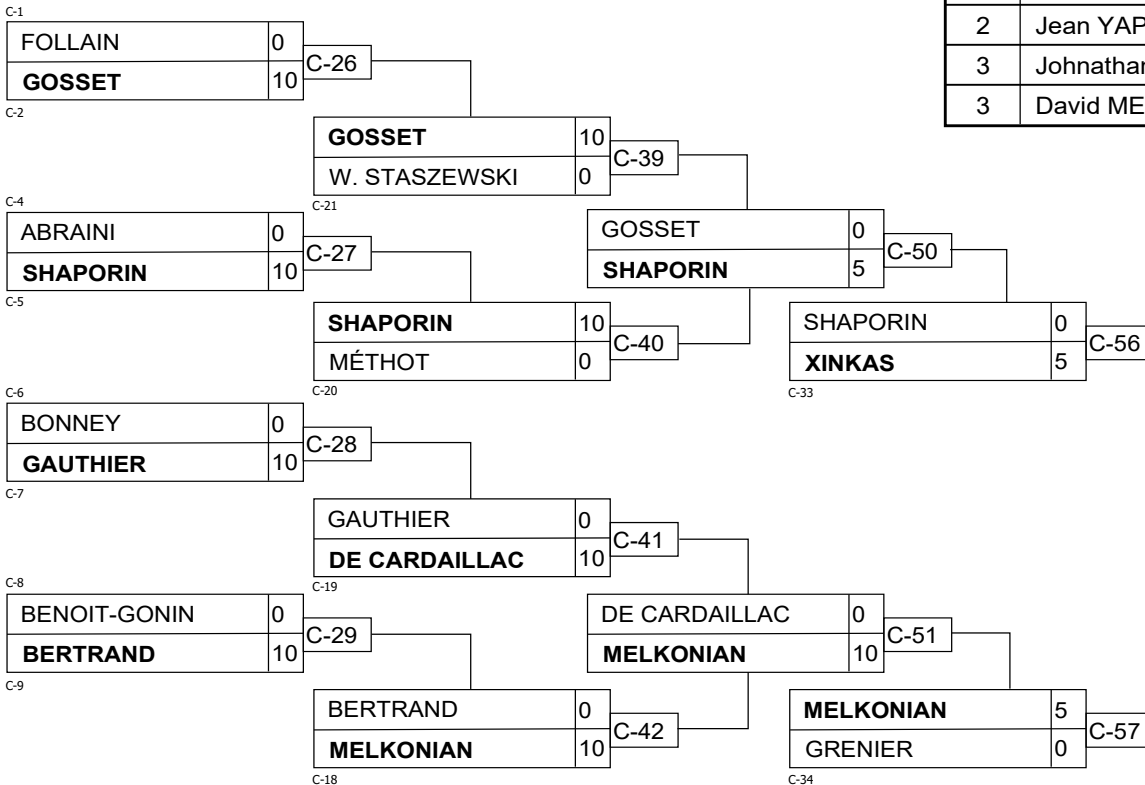 C-1
FOLLAIN 0
GOSSET 10
C-26
C-2
2 Jean YAP
3 Johnathan
3 David ME
GOSSET 10
W. STASZEWSKI 0
C-39
C-21
C-4
ABRAINI 0
SHAPORIN 10
C-27
C-5
GOSSET 0
SHAPORIN 5
C-50
SHAPORIN 10
MÉTHOT 0
C-40
C-20
SHAPORIN 0
XINKAS 5
C-56
C-33
C-6
BONNEY 0
GAUTHIER 10
C-28
C-7
GAUTHIER 0
DE CARDAILLAC 10
C-41
C-19
C-8
BENOIT-GONIN 0
BERTRAND 10
C-29
C-9
DE CARDAILLAC 0
MELKONIAN 10
C-51
BERTRAND 0
MELKONIAN 10
C-42
C-18
MELKONIAN 5
GRENIER 0
C-57
C-34